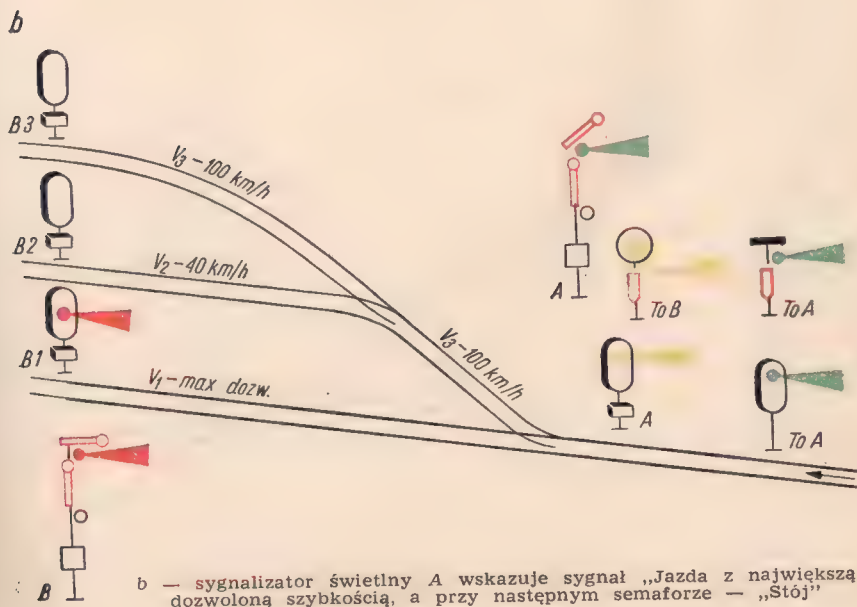 b
B3
V₃–100 km/h
A
B2
V₂–40 km/h
To B
To A
B1
V₁–max dozw.
V₃–100 km/h
A
To A
B
b — sygnalizator świetlny A wskazuje sygnał „Jazda z największą
dozwoloną szybkością, a przy następnym semaforze — „Stój”